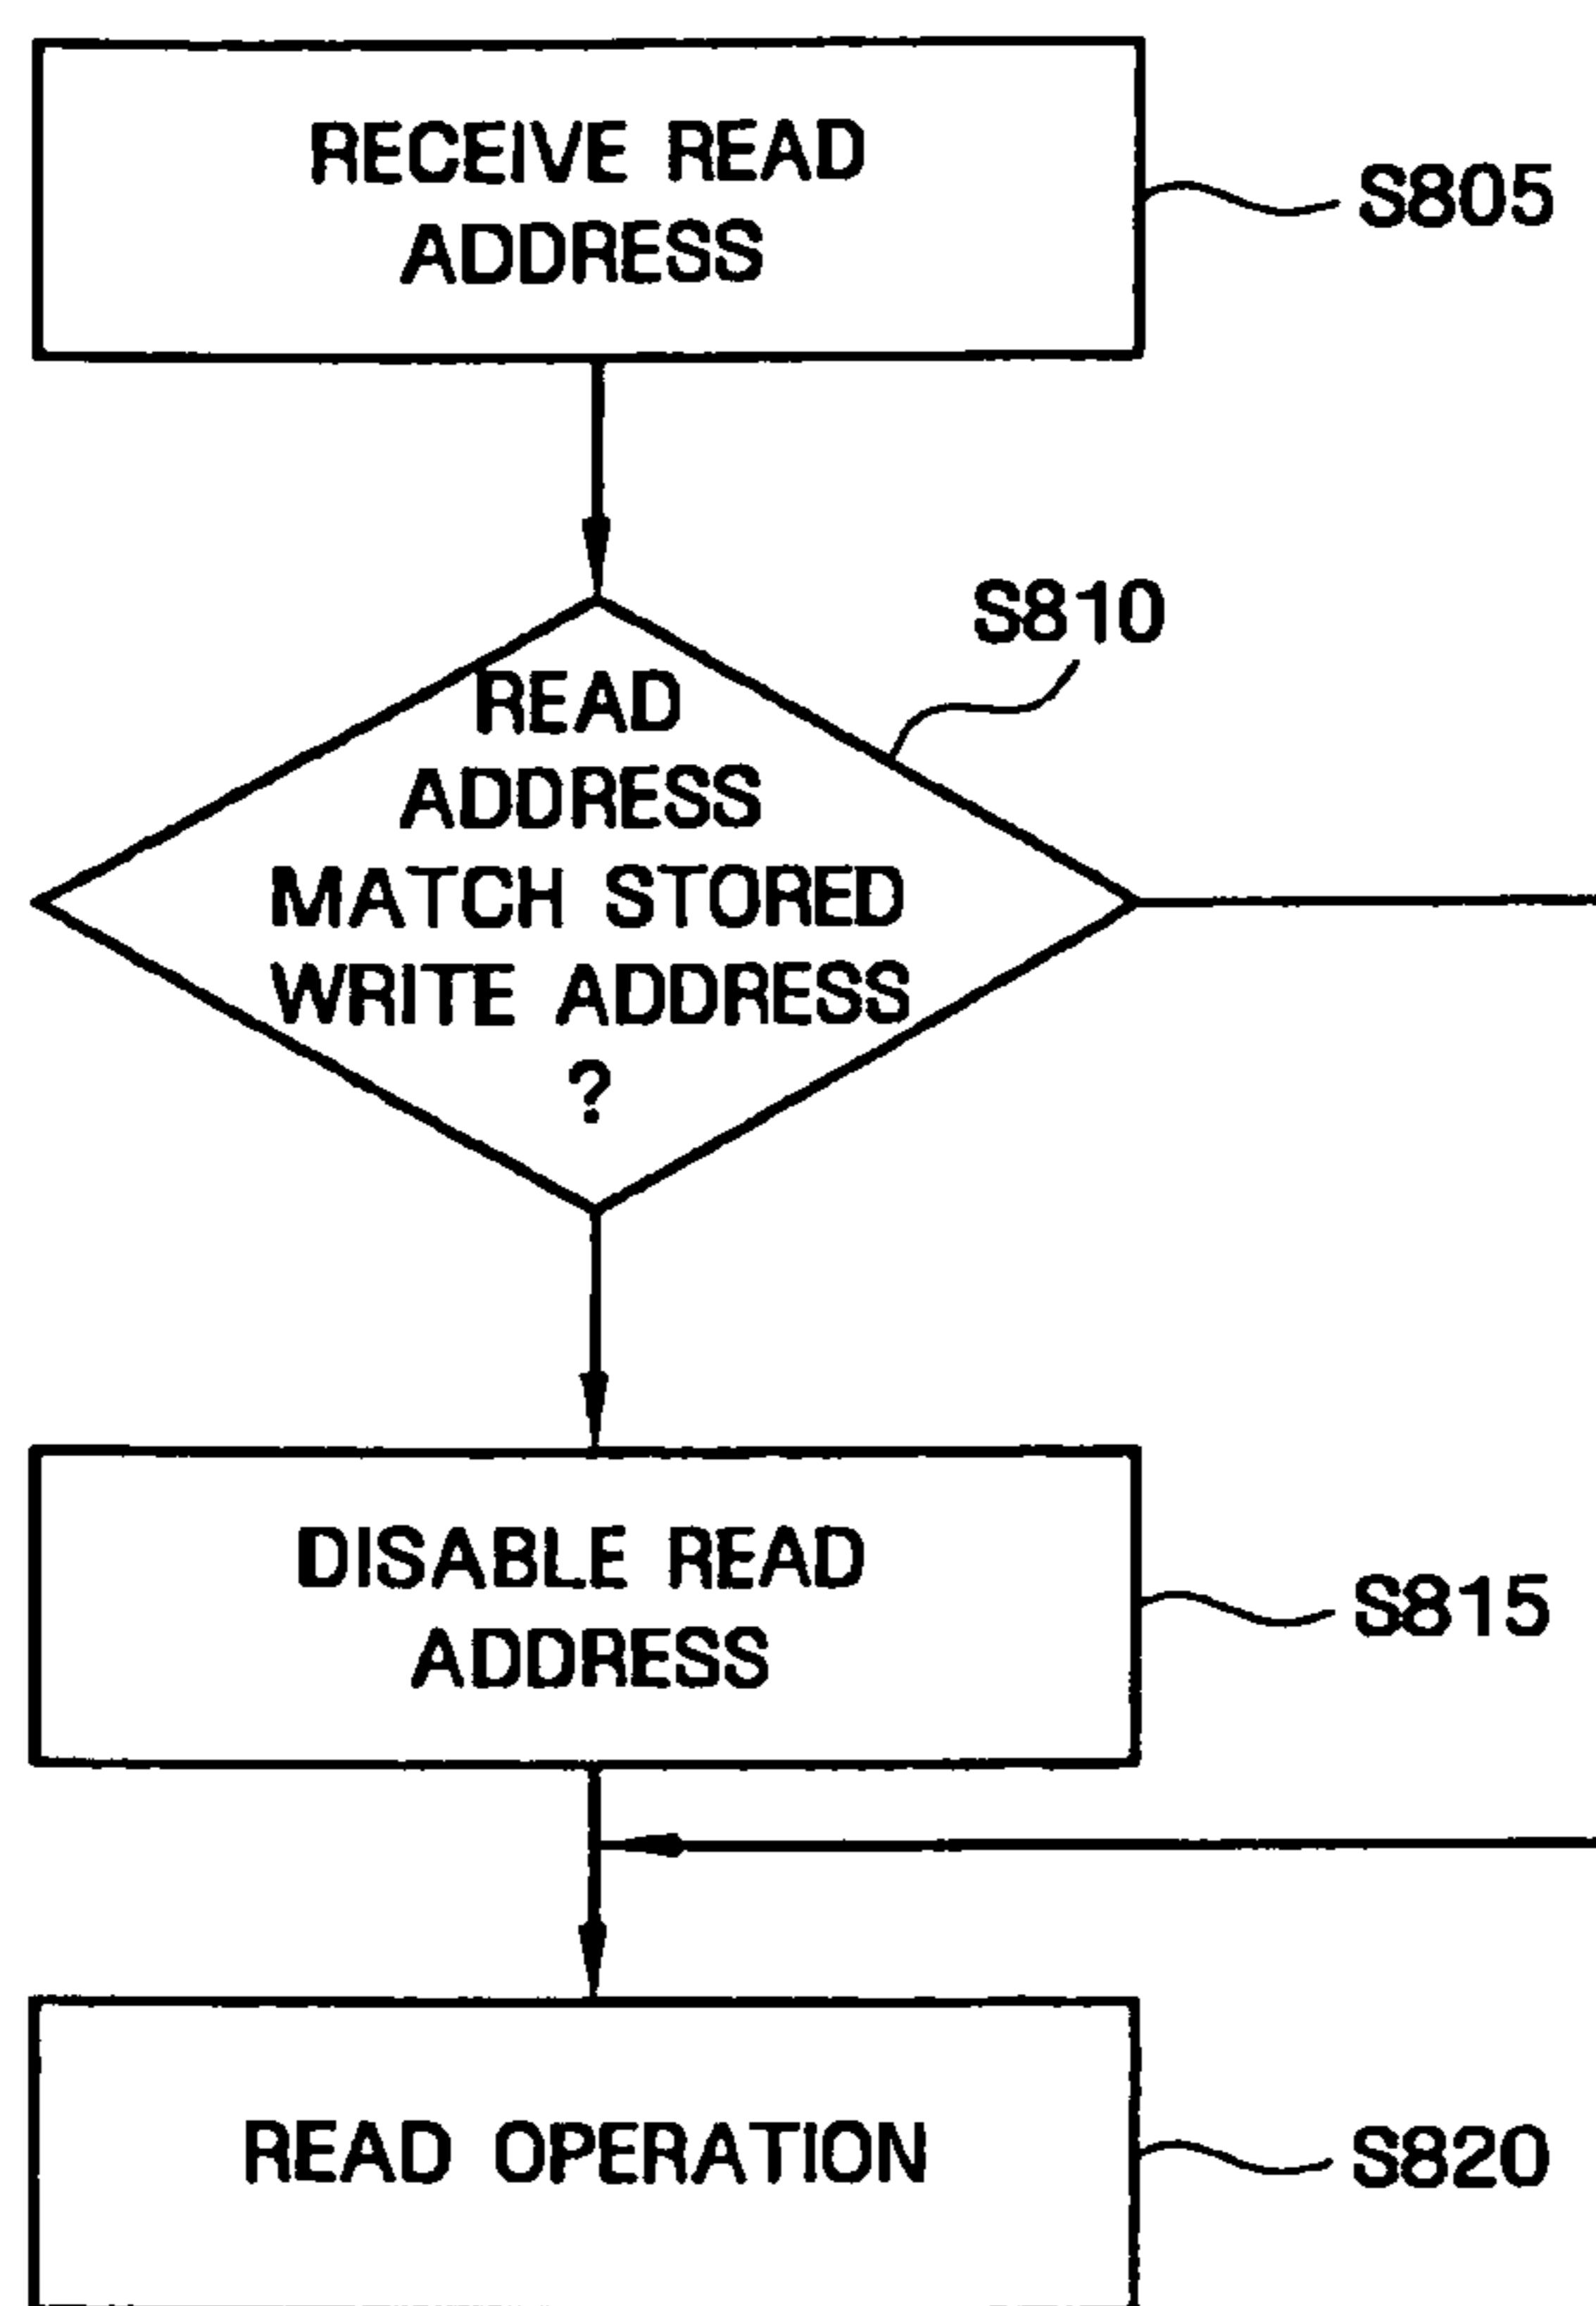 RECEIVE READ
ADDRESS
S805
S810
READ
ADDRESS
MATCH STORED
WRITE ADDRESS
?
DISABLE READ
ADDRESS
S815
READ OPERATION
S820